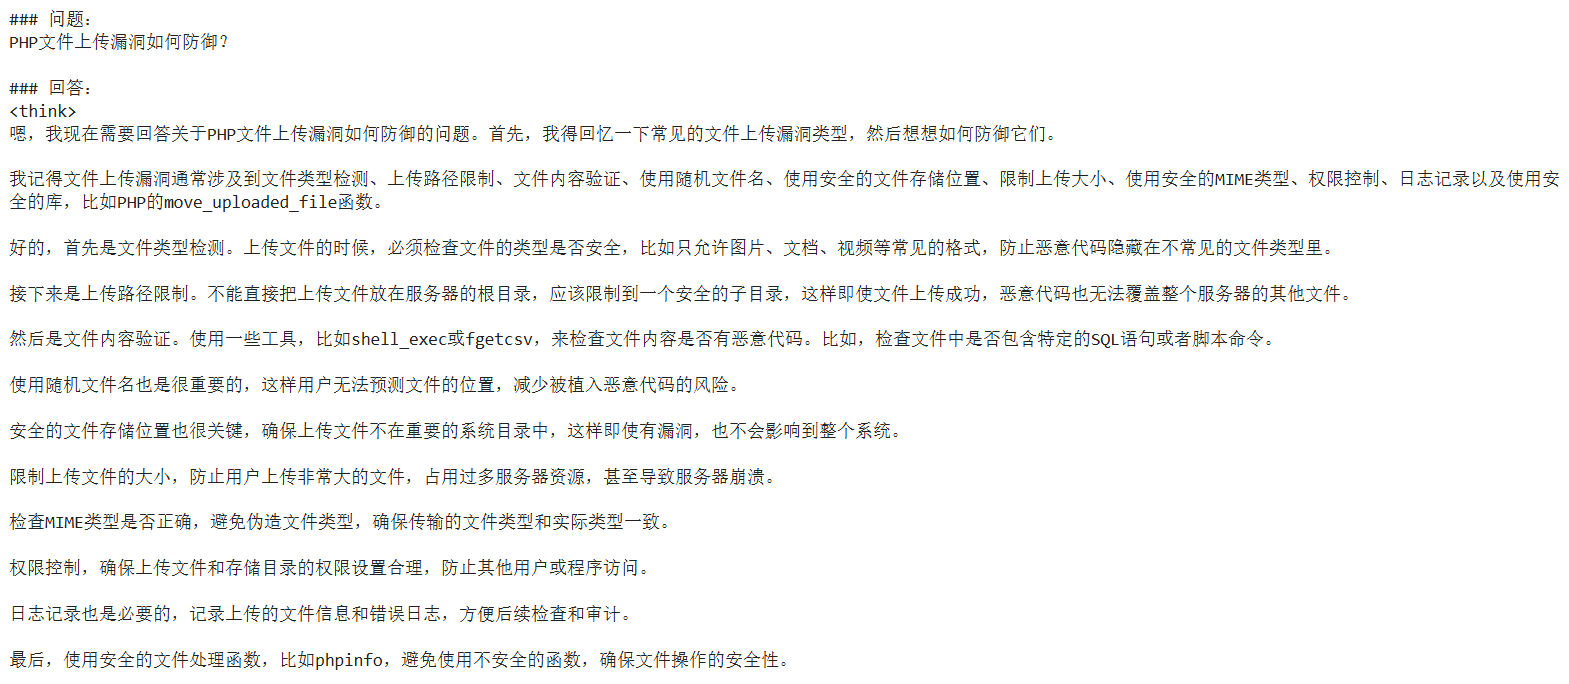 ### 问题：
PHP文件上传漏洞如何防御？
### 回答：
<think>
嗯，我现在需要回答关于PHP文件上传漏洞如何防御的问题。首先，我得回忆一下常见的文件上传漏洞类型，然后想想如何防御它们。
我记得文件上传漏洞通常涉及到文件类型检测、上传路径限制、文件内容验证、使用随机文件名、使用安全的文件存储位置、限制上传大小、使用安全的MIME类型、权限控制、日志记录以及使用安
全的库，比如PHP的move_uploaded_file函数。
好的，首先是文件类型检测。上传文件的时候，必须检查文件的类型是否安全，比如只允许图片、文档、视频等常见的格式，防止恶意代码隐藏在不常见的文件类型里。
接下来是上传路径限制。不能直接把上传文件放在服务器的根目录，应该限制到一个安全的子目录，这样即使文件上传成功，恶意代码也无法覆盖整个服务器的其他文件。
然后是文件内容验证。使用一些工具，比如shell_exec或fgetcsv，来检查文件内容是否有恶意代码。比如，检查文件中是否包含特定的SQL语句或者脚本命令。
使用随机文件名也是很重要的，这样用户无法预测文件的位置，减少被植入恶意代码的风险。
安全的文件存储位置也很关键，确保上传文件不在重要的系统目录中，这样即使有漏洞，也不会影响到整个系统。
限制上传文件的大小，防止用户上传非常大的文件，占用过多服务器资源，甚至导致服务器崩溃。
检查MIME类型是否正确，避免伪造文件类型，确保传输的文件类型和实际类型一致。
权限控制，确保上传文件和存储目录的权限设置合理，防止其他用户或程序访问。
日志记录也是必要的，记录上传的文件信息和错误日志，方便后续检查和审计。
最后，使用安全的文件处理函数，比如phpinfo，避免使用不安全的函数，确保文件操作的安全性。